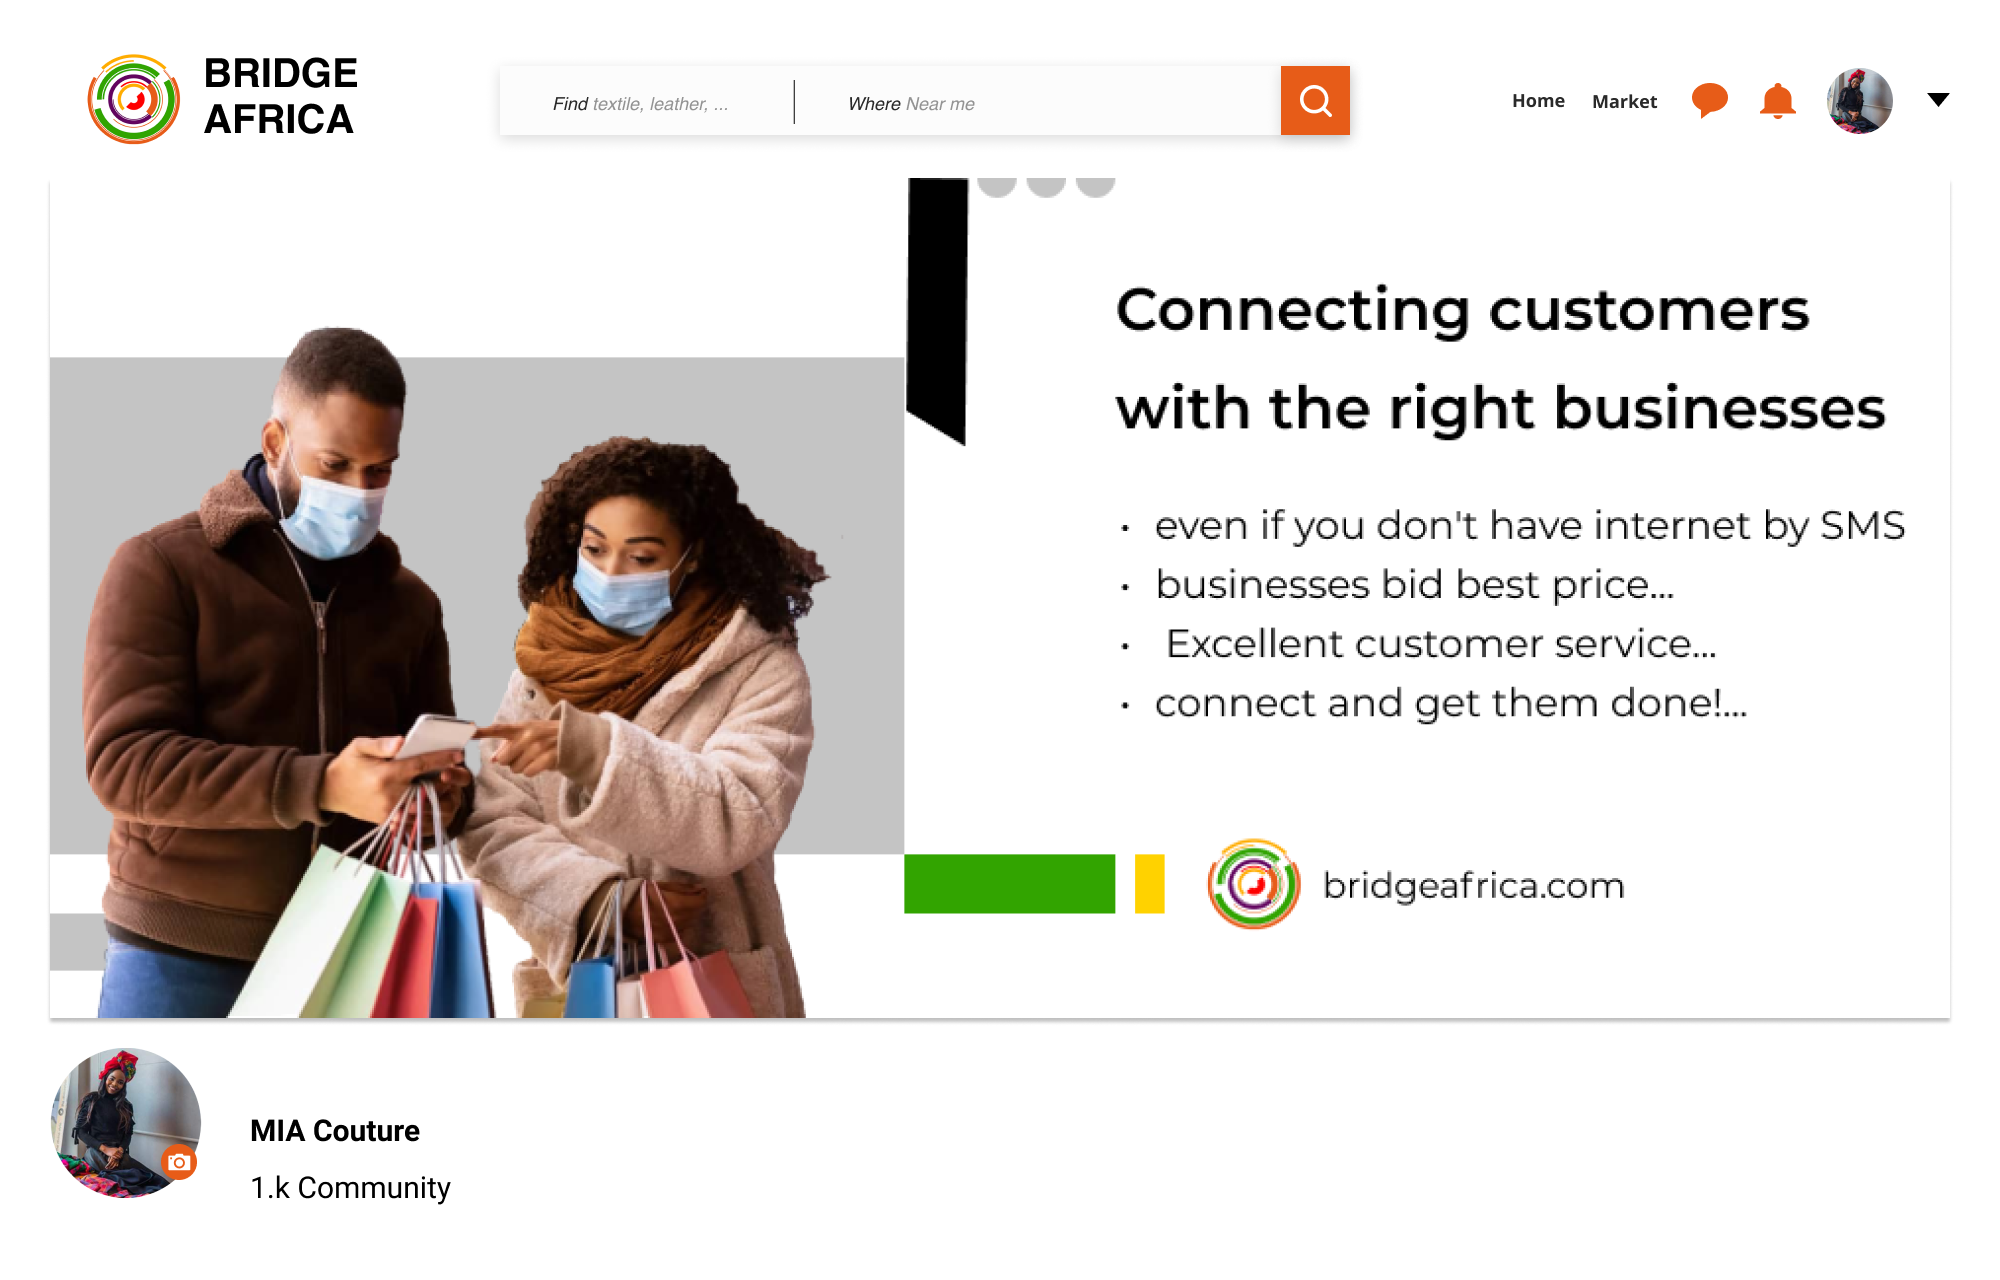 BRIDGE
AFRICA
Find textile, leather, ...
Where Near me
Home
Market
Connecting customers
with the right businesses
· even if you don't have internet by SMS
· businesses bid best price...
· Excellent customer service...
· connect and get them done!...
bridgeafrica.com
MIA Couture
1.k Community